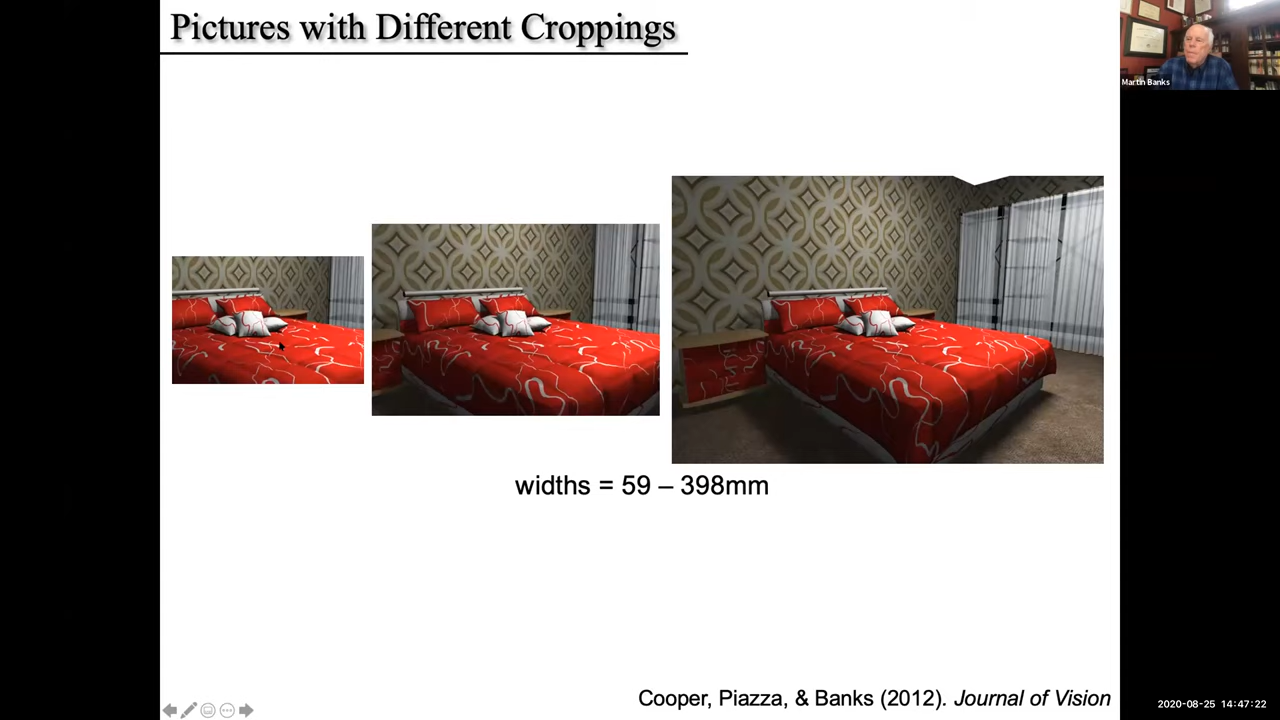 Pictures with Different Croppings
Martin Banks
widths = 59 – 398mm
Cooper, Piazza, & Banks (2012). Journal of Vision
2020-08-25 14:47:22